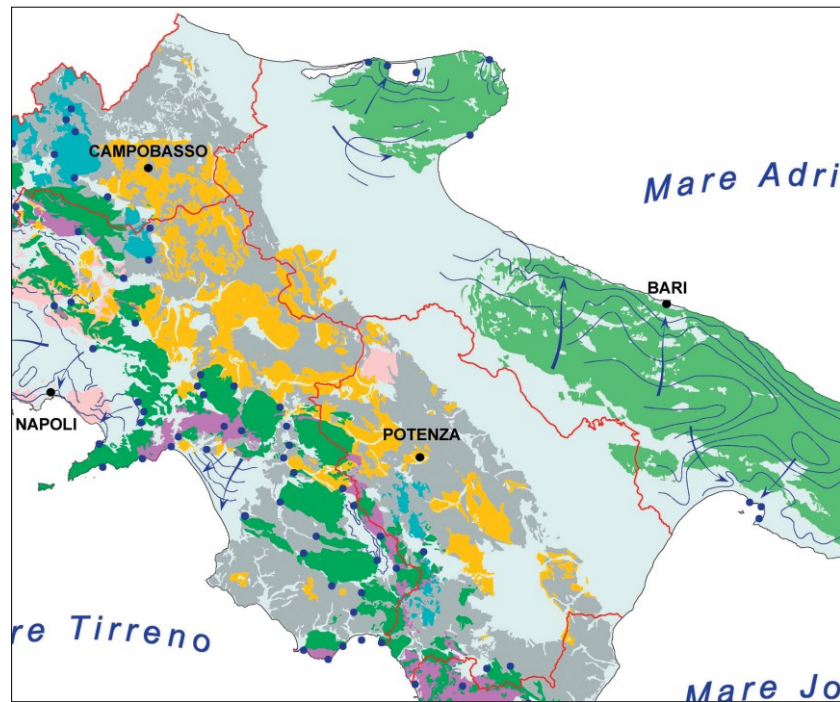 CAMPOBASSO
Mare Adri
BARI
NAPOLI
POTENZA
re Tirreno
Mare Jo